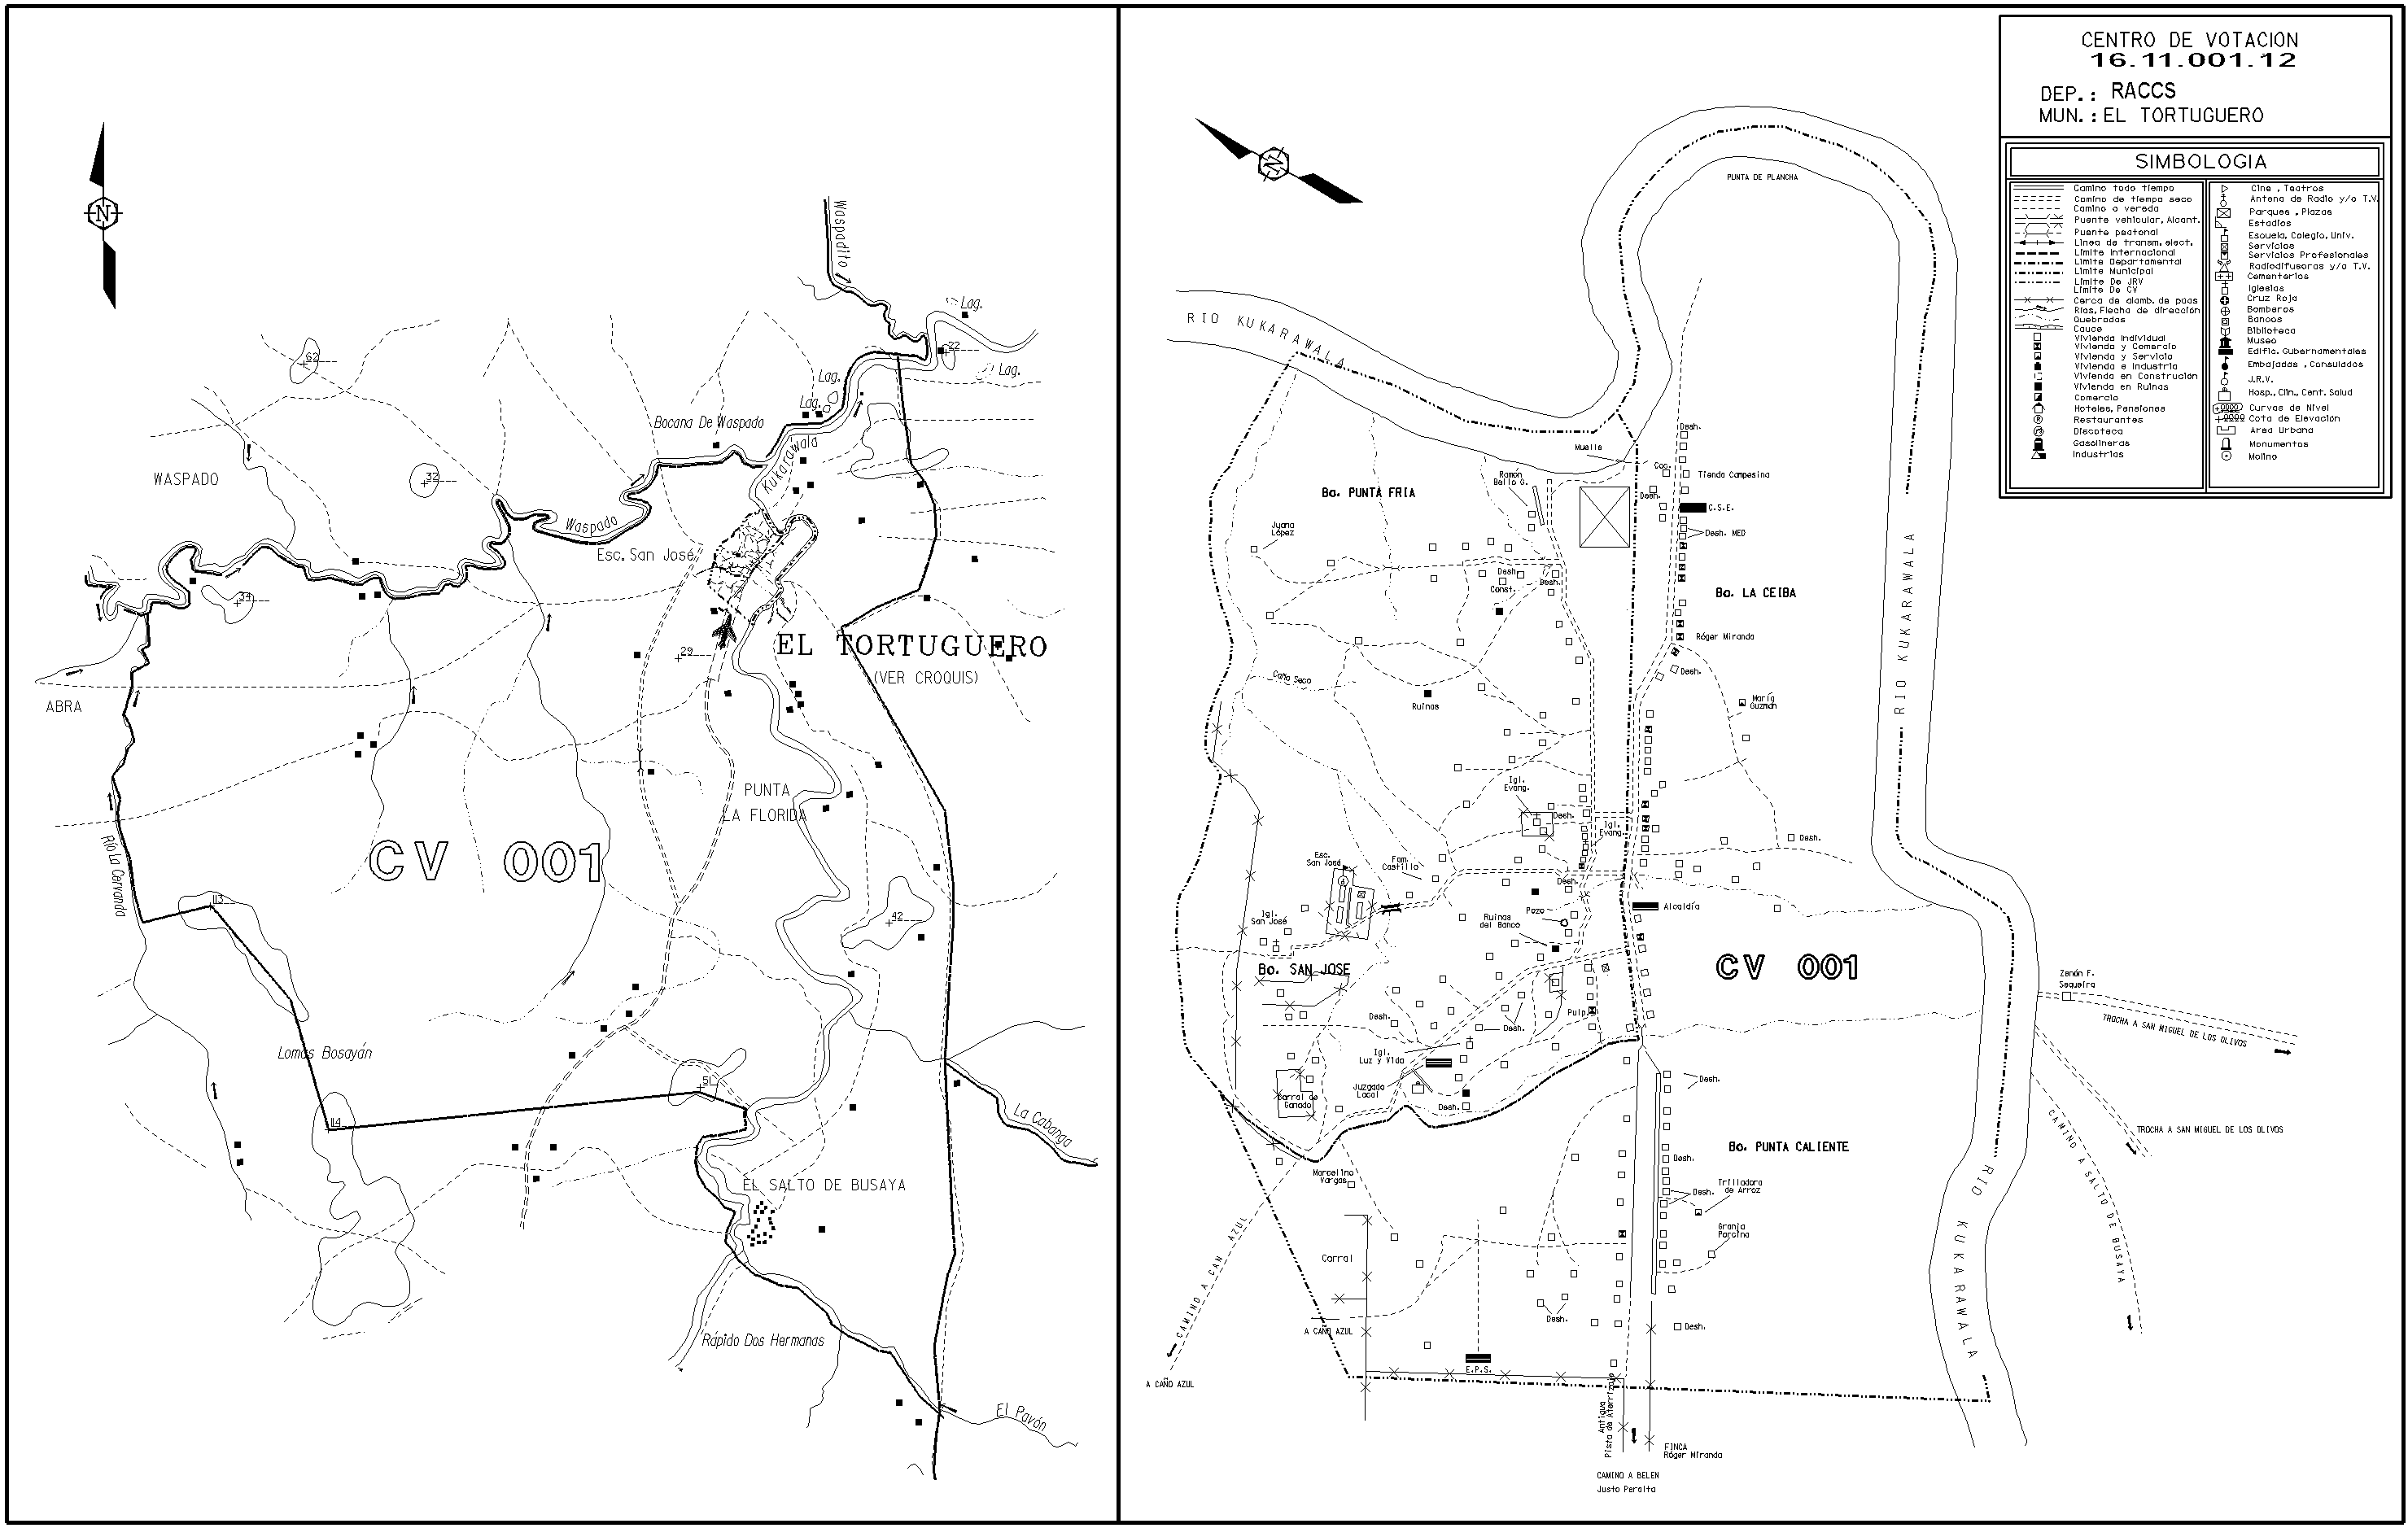 Waspadito
Lag.
62
22
Lag.
Lag.
Lag.
Bocana De Waspado
Kukarawala
WASPADO
32
Waspado
Esc. San José
34
EL TORTUGUERO
29
(VER CROQUIS)
ABRA
PUNTA
LA FLORIDA
CV 001
Río La Cervanda
113
42
Lomas Bosayán
51
114
La Cabanga
EL SALTO DE BUSAYA
Rápido Dos Hermanas
El Pavón
N
CENTRO DE VOTACION
16.11.001.12
DEP.: RACCS
MUN.: EL TORTUGUERO
SIMBOLOGIA
Camino todo tiempo
Camino de tiempo seco
Camino o vereda
Puente vehicular, Alcant.
Puente peatonal
Linea de transm. elect.
Limite Internacional
Limite Departamental
Limite Municipal
Limite De JRV
Limite De CV
Cerca de alamb. de puas
Rios, Flecha de dirección
Quebradas
Cauce
Vivienda Individual
Vivienda y Comercio
Vivienda y Servicio
Vivienda e Industria
Vivienda en Construcion
Vivienda en Ruinas
Comercio
Hoteles, Pensiones
Restaurantes
Discoteca
Gasolineras
Industrias
Cine , Teatros
Antena de Radio y/o T.V.
Parques , Plazas
Estadios
Escuela, Colegio, Univ.
Servicios
Servicios Profesionales
Radiodifusoras y/o T.V.
Cementerios
Iglesias
Cruz Roja
Bomberos
Bancos
Biblioteca
Museo
Edific. Gubernamentales
Embajadas , Consulados
J.R.V.
Hosp., Clin., Cent. Salud
Curvas de Nivel
Cota de Elevación
Area Urbana
Monumentos
Molino
N
PUNTA DE PLANCHA
RIO KUKARAWALA
Desh.
Muelle
Coc.
Tienda Campesina
Ramón
Bello G.
Bo. PUNTA FRIA
Desh.
C.S.E.
Juana
López
Desh. MED
Desh.
Desh.
Const.
Bo. LA CEIBA
RIO KUKARAWALA
Róger Miranda
Caño Seco
Desh.
María
Guzmán
Ruinas
Igl.
Evang.
Desh.
Igl.
Evang.
Desh.
Esc.
San José
Fam.
Castillo
Desh.
Pozo
Alcaldía
Igl.
San José
Ruinas
del Banco
Bo. SAN JOSE
CV 001
Zenón F.
Sequeira
Pulp.
Desh.
Desh.
TROCHA A SAN MIGUEL DE LOS OLIVOS
Igl.
Luz y Vida
Juzgado
Local
Desh.
Corral de
Ganado
Desh.
TROCHA A SAN MIGUEL DE LOS OLIVOS
CAMINO A SALTO DE BUSAYA
Bo. PUNTA CALIENTE
Desh.
Marcelino
Vargas
Trilladora
de Arroz
Desh.
RIO KUKARAWALA
Granja
Porcina
CAMINO A CAN AZUL
Corral
Desh.
Desh.
A CAÑO AZUL
E.P.S.
A CAÑO AZUL
Antigua
Pista de Aterrizaje
FINCA
Róger Miranda
CAMINO A BELEN
Justo Peralta